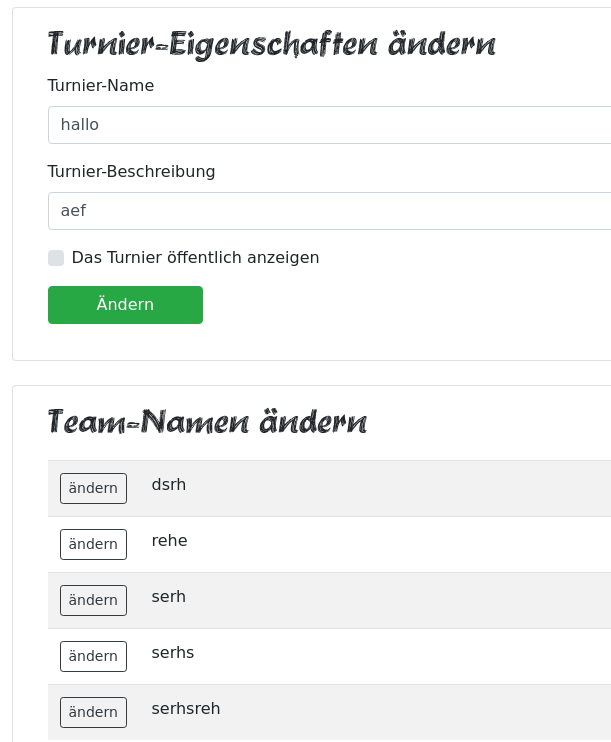 Turnier-Eigenschaften ändern
Turnier-Name
hallo
Turnier-Beschreibung
aef
Das Turnier öffentlich anzeigen
Ändern
Team-Namen ändern
ändern dsrh
ändern rehe
ändern serh
ändern serhs
ändern serhsreh